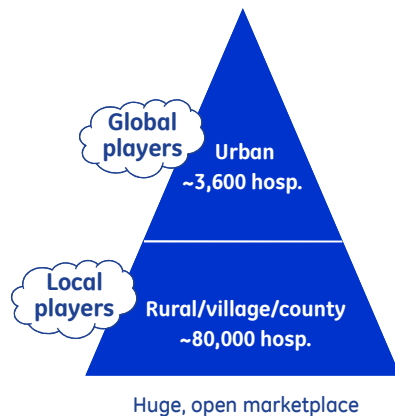 Global
players
Urban
~3,600 hosp.
Local
players
Rural/village/county
~80,000 hosp.
Huge, open marketplace